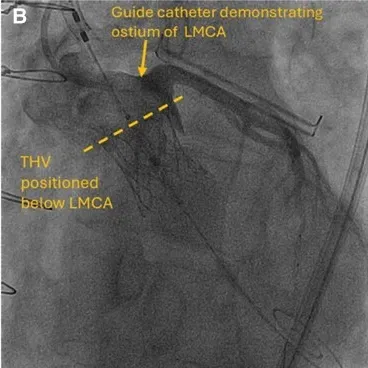 B
Guide catheter demonstrating
ostium of LMCA
THV
positioned
below LMCA